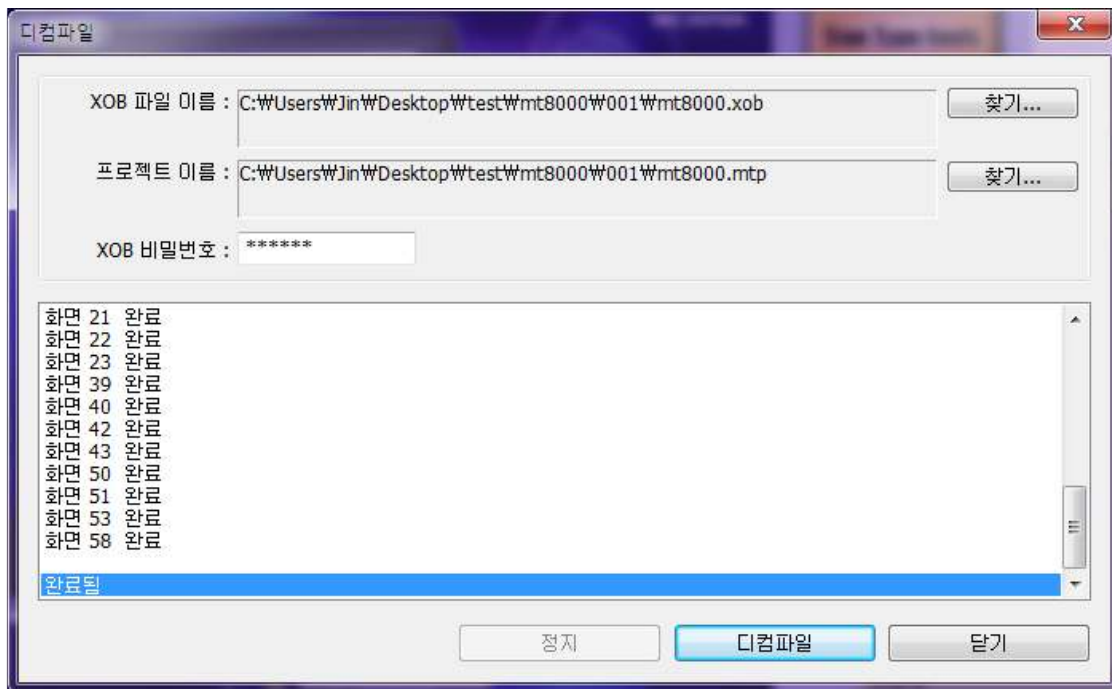 디컴파일
XOB 파일 이름 : C:₩Users₩Jin₩Desktop₩test₩mt8000₩001₩mt8000.xob 찾기...
프로젝트 이름 : C:₩Users₩Jin₩Desktop₩test₩mt8000₩001₩mt8000.mtp 찾기...
XOB 비밀번호 : ******
화면 21 완료
화면 22 완료
화면 23 완료
화면 39 완료
화면 40 완료
화면 42 완료
화면 43 완료
화면 50 완료
화면 51 완료
화면 53 완료
화면 58 완료
완료됨
정지 디컴파일 닫기